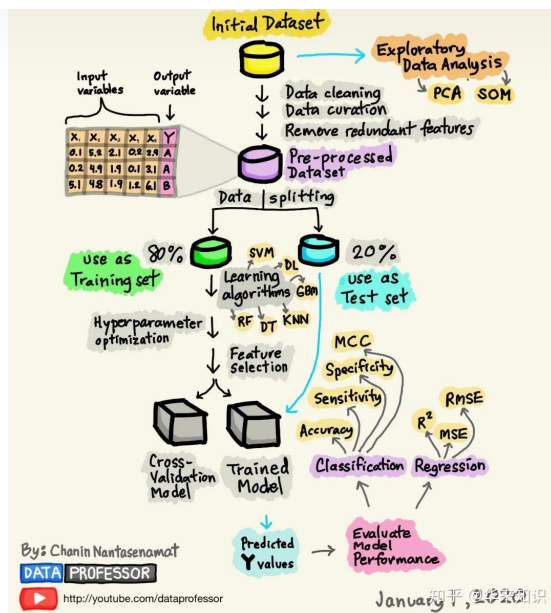 Initial Dataset
Exploratory
Data Analysis
PCA SOM
Input
variables
Output
variable
Data cleaning
Data curation
Remove redundant features
X₁ X₂ X₃ X₄ X₅ Y
0.1 5.2 2.1 0.2 2.9 A
0.2 4.9 1.9 0.1 3.1 A
5.1 4.8 1.9 1.2 6.1 B
Pre-processed
Dataset
Data splitting
use as
Training set
80%
20%
use as
Test set
Learning
algorithms
SVM
DL
GBM
KNN
DT
RF
Hyperparameter
optimization
Feature
selection
Cross-
Validation
Model
Trained
Model
MCC
Specificity
Sensitivity
Accuracy
Classification
RMSE
R²
MSE
Regression
Predicted
Y values
Evaluate
Model
Performance
By: Chanin Nantasenamat
DATA PROFESSOR
http://youtube.com/dataprofessor
知乎
January